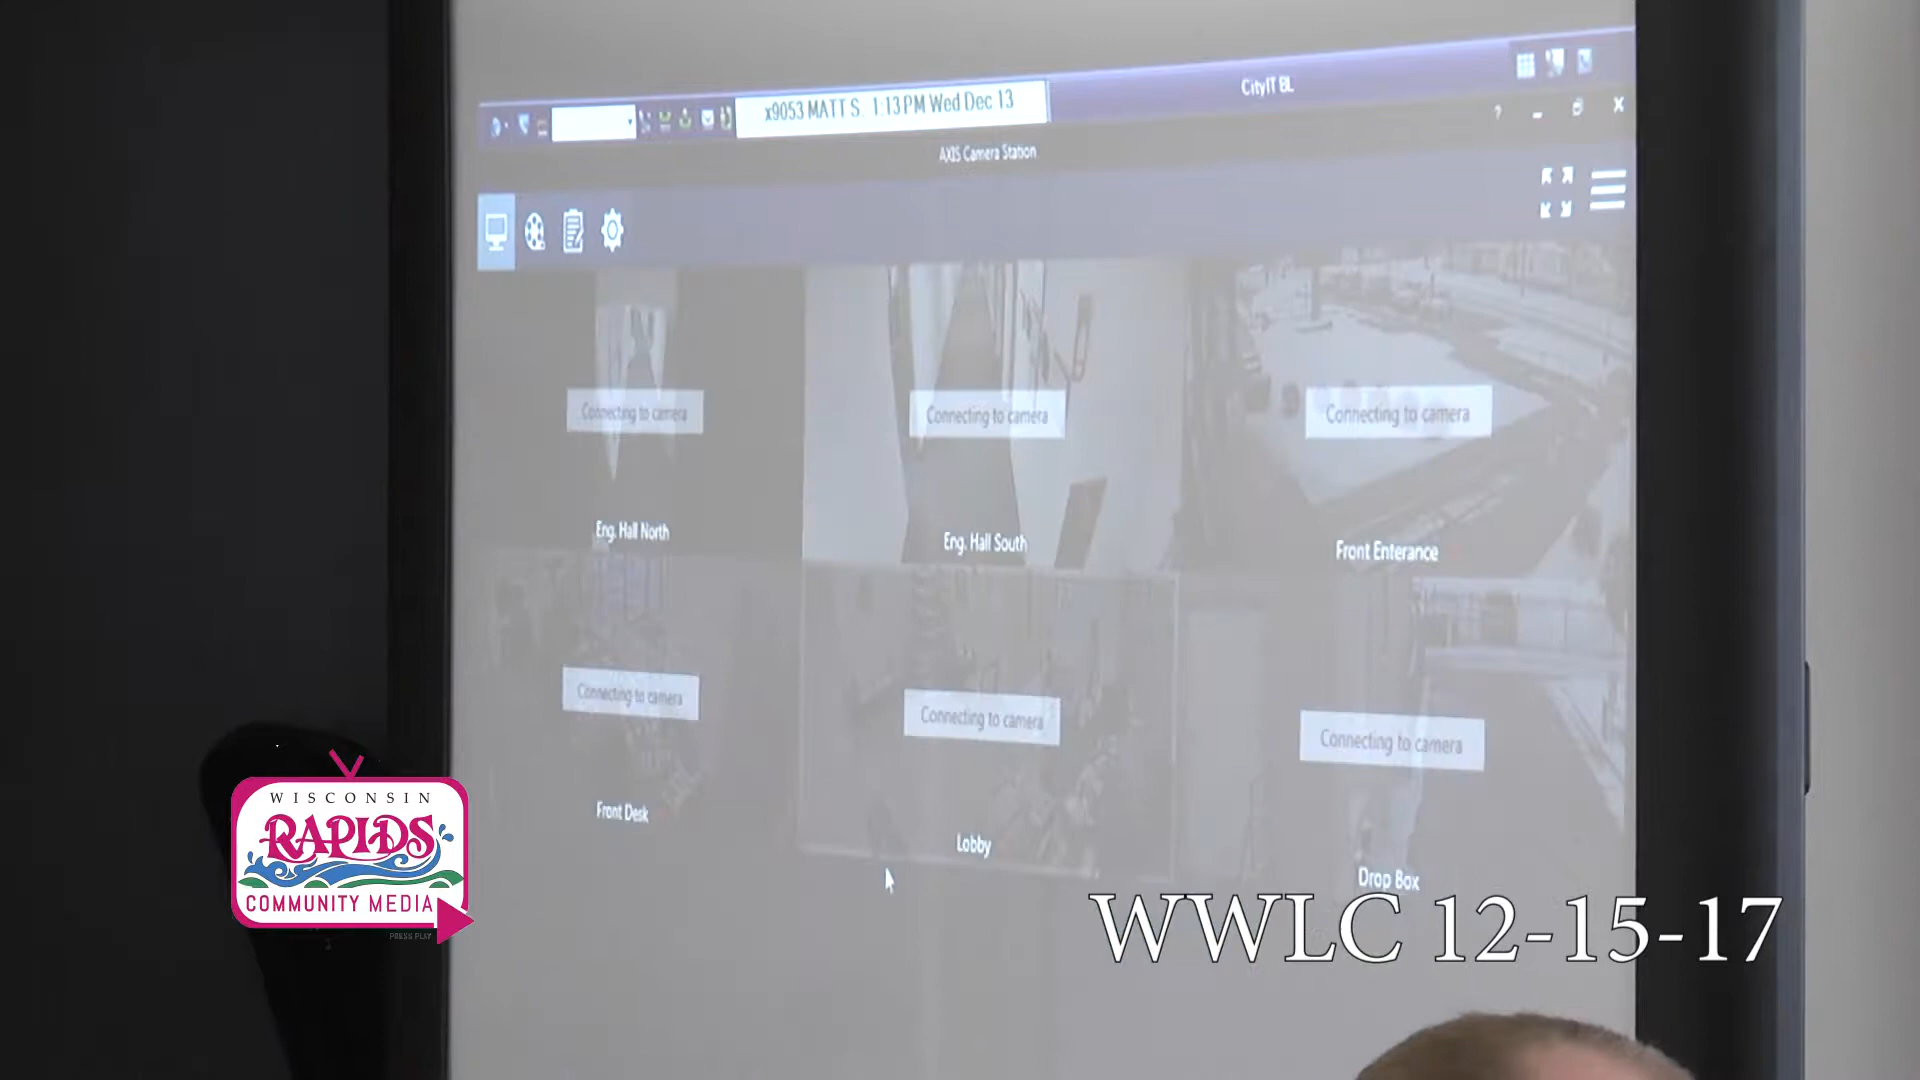 CityIT BL
x9053 MATT S. 1:13 PM Wed Dec 13
AXIS Camera Station
Connecting to camera
Connecting to camera
Connecting to camera
Eng. Hall North
Eng. Hall South
Front Enterance
Connecting to camera
Connecting to camera
Connecting to camera
Front Desk
Lobby
Drop Box
WISCONSIN
RAPIDS
COMMUNITY MEDIA
PRESS PLAY
WWLC 12-15-17